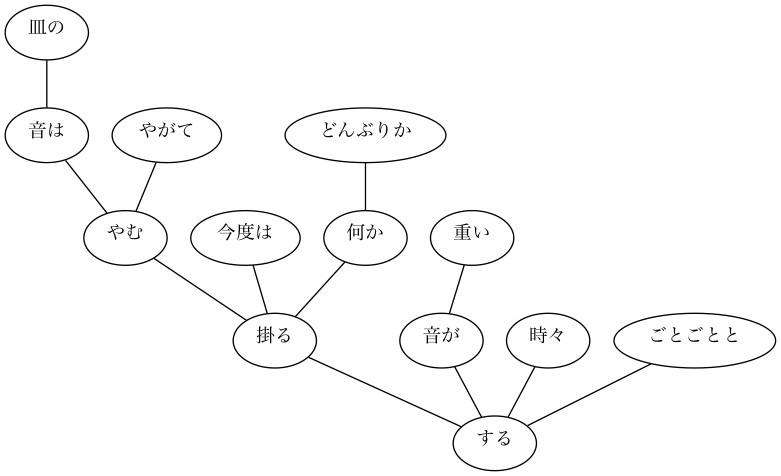 皿の
音は
やがて
どんぶりか
やむ
今度は
何か
重い
掛る
音が
時々
ごとごとと
する